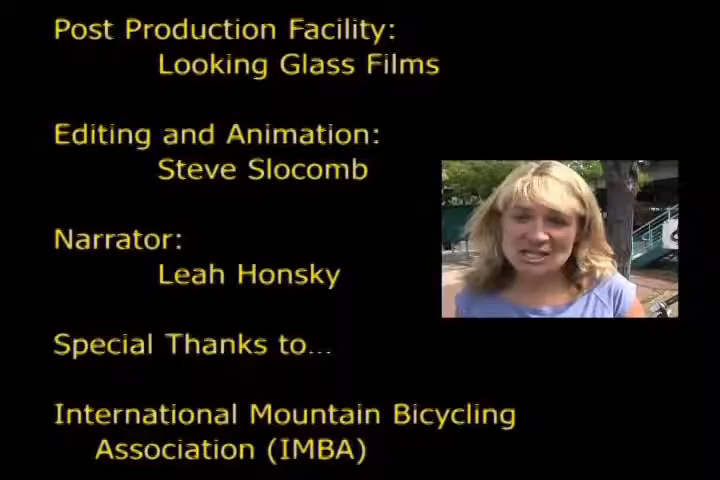 Post Production Facility:
Looking Glass Films
Editing and Animation:
Steve Slocomb
Narrator:
Leah Honsky
Special Thanks to...
International Mountain Bicycling
Association (IMBA)